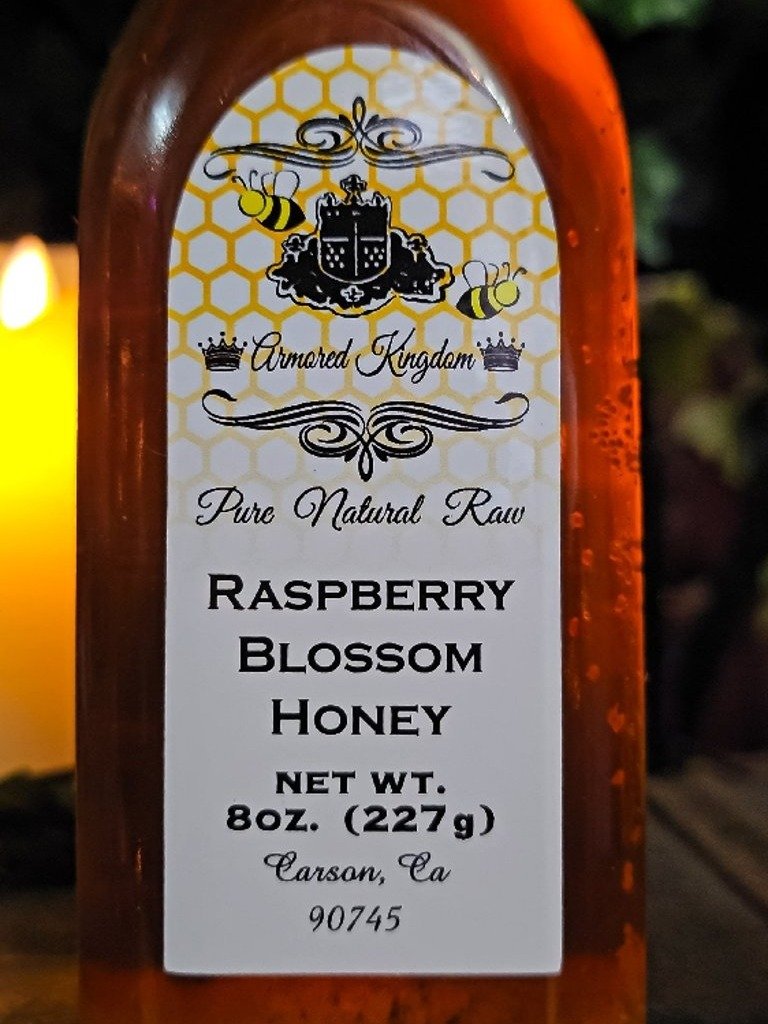 Armored Kingdom
Pure Natural Raw
RASPBERRY
BLOSSOM
HONEY
NET WT.
8OZ. (227g)
Carson, Ca
90745